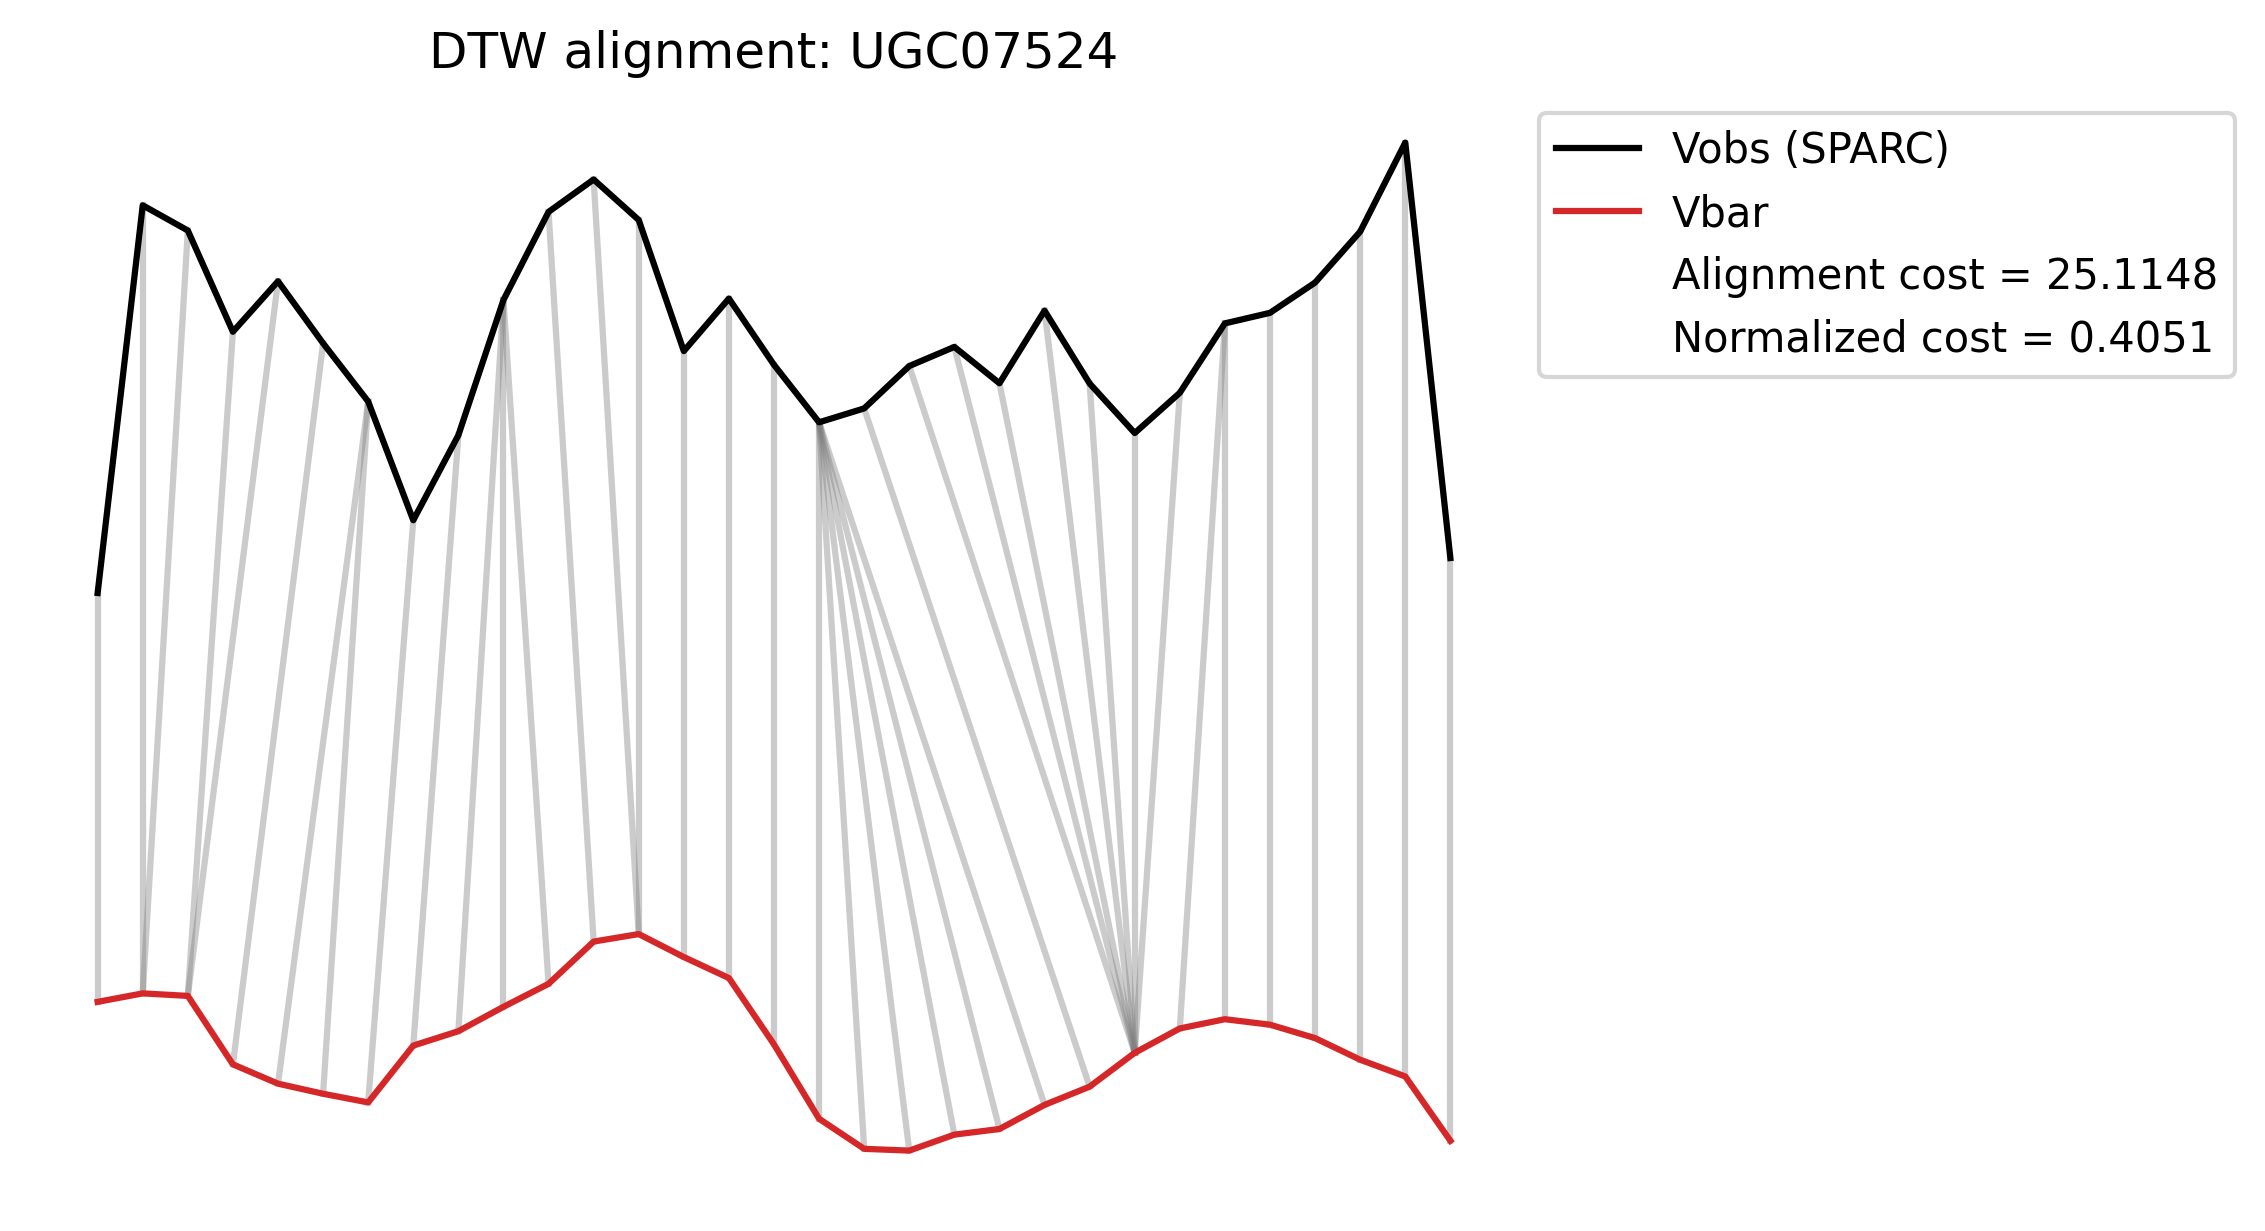 DTW alignment: UGC07524
Vobs (SPARC)
Vbar
Alignment cost = 25.1148
Normalized cost = 0.4051